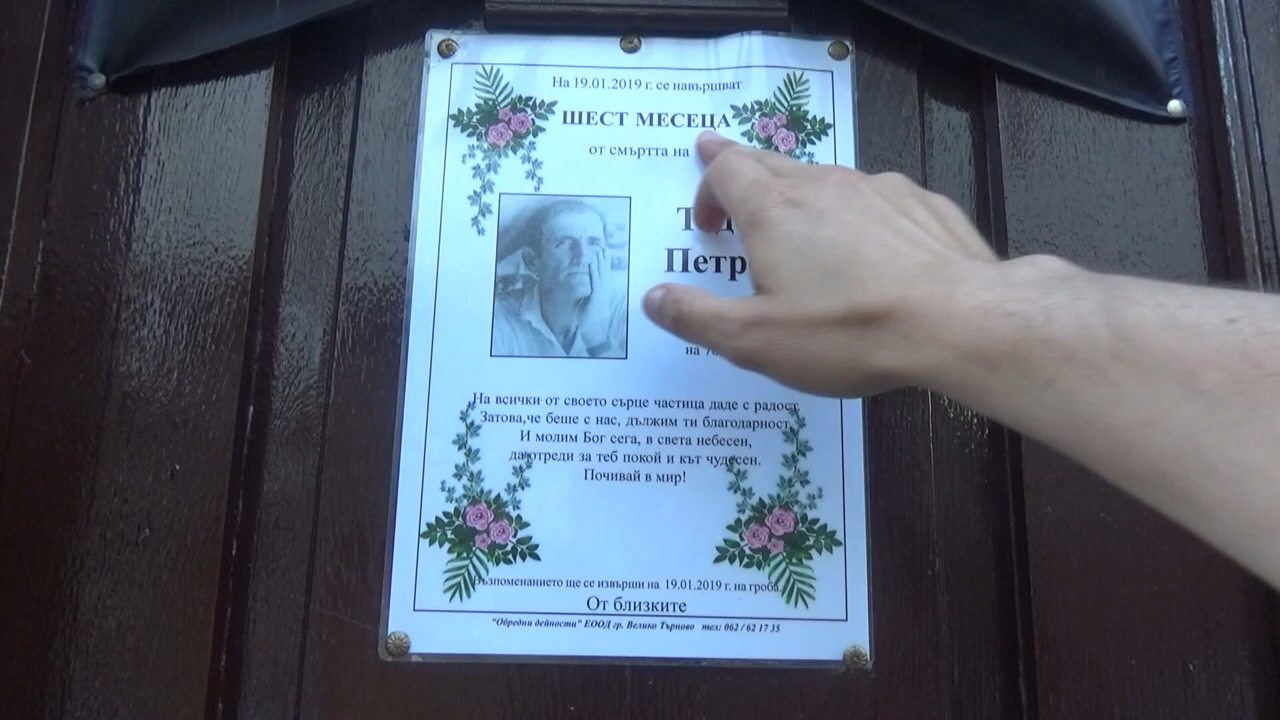 На 19.01.2019 г. се навършват
ШЕСТ МЕСЕЦА
от смъртта на
На всички от своето сърце частица даде с радост
Затова,че беше с нас, дължим ти благодарност,
И молим Бог сега, в света небесен,
да отреди за теб покой и кът чудесен.
Почивай в мир!
Възпоменанието ще се извърши на 19.01.2019 г. на гроба.
От близките
"Обредни дейности" ЕООД гр. Велико Търново тел: 062 / 62 17 35